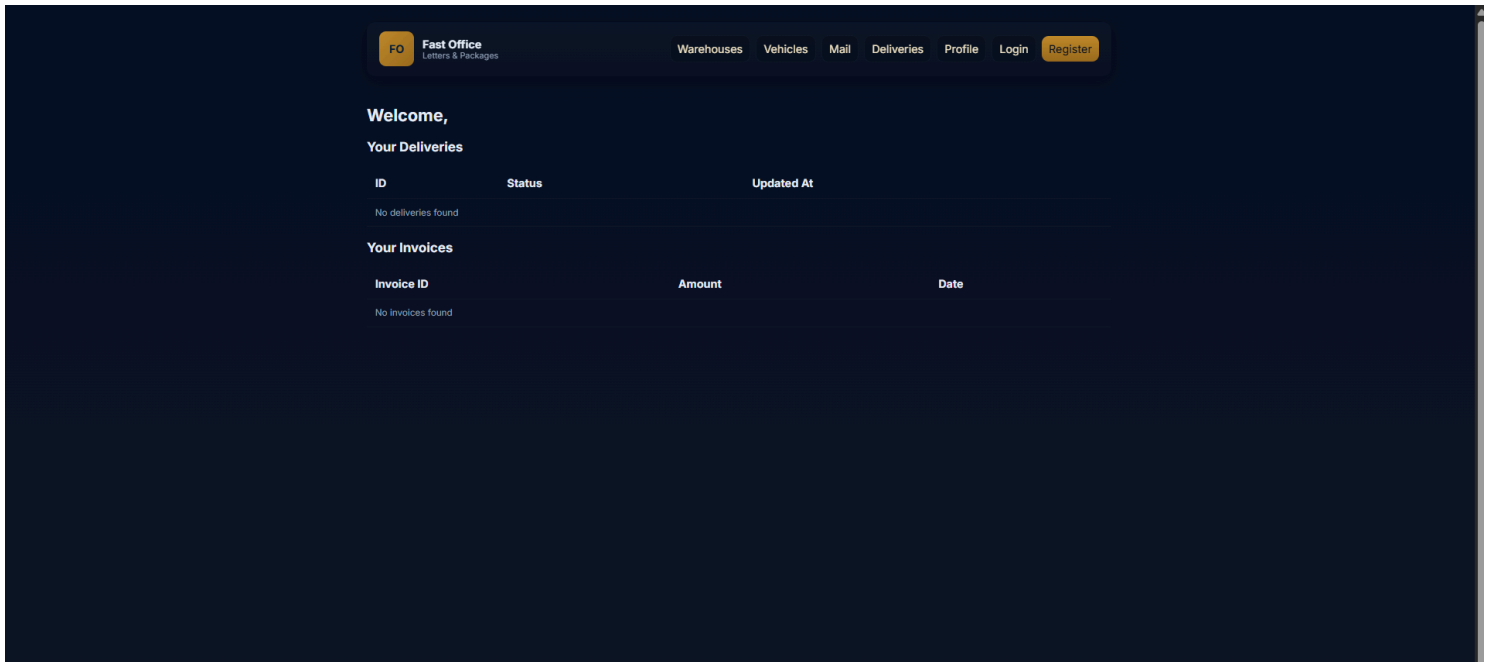 FO
Fast Office
Letters & Packages
Warehouses Vehicles Mail Deliveries Profile Login Register
Welcome,
Your Deliveries
ID Status Updated At
No deliveries found
Your Invoices
Invoice ID Amount Date
No invoices found